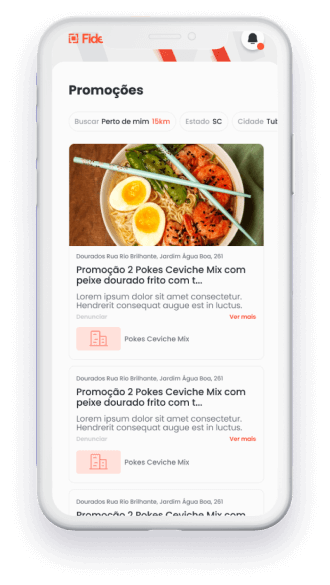 Fide
Promoções
Buscar Perto de mim 15km Estado SC Cidade Tub
Dourados Rua Rio Brilhante, Jardim Água Boa, 261
Promoção 2 Pokes Ceviche Mix com
peixe dourado frito com t...
Lorem ipsum dolor sit amet consectetur.
Hendrerit consequat augue est in luctus.
Denunciar Ver mais
Pokes Ceviche Mix
Dourados Rua Rio Brilhante, Jardim Água Boa, 261
Promoção 2 Pokes Ceviche Mix com
peixe dourado frito com t...
Lorem ipsum dolor sit amet consectetur.
Hendrerit consequat augue est in luctus.
Denunciar Ver mais
Pokes Ceviche Mix
Dourados Rua Rio Brilhante, Jardim Água Boa, 261
Promoção 2 Pokes Ceviche Mix com